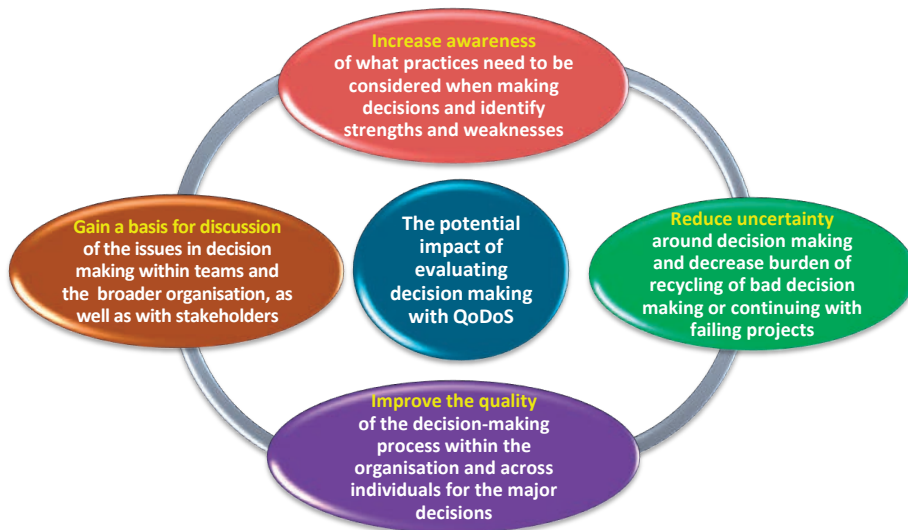 Increase awareness
of what practices need to be
considered when making
decisions and identify
strengths and weaknesses
Gain a basis for discussion
of the issues in decision
making within teams and
the broader organisation, as
well as with stakeholders
The potential
impact of
evaluating
decision making
with QoDoS
Reduce uncertainty
around decision making
and decrease burden of
recycling of bad decision
making or continuing with
failing projects
Improve the quality
of the decision-making
process within the
organisation and across
individuals for the major
decisions